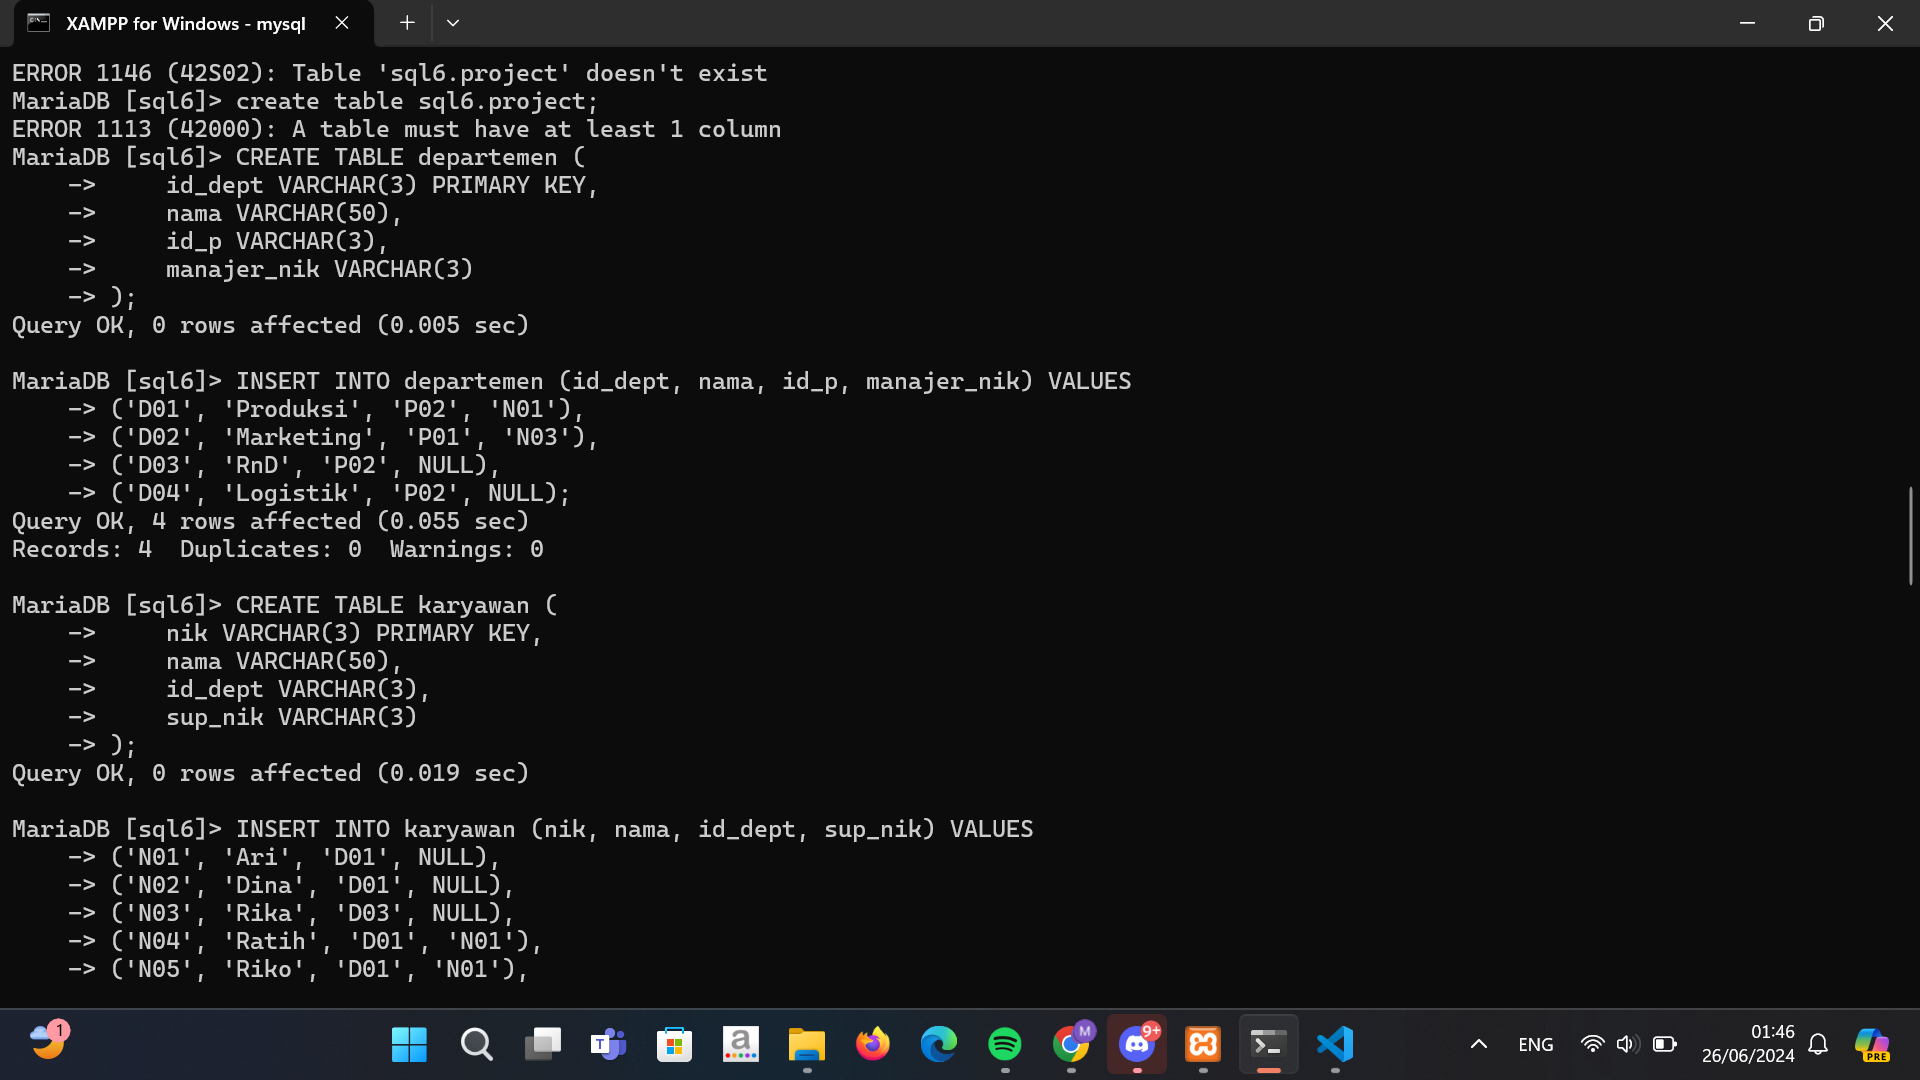 XAMPP for Windows - mysql
ERROR 1146 (42S02): Table 'sql6.project' doesn't exist
MariaDB [sql6]> create table sql6.project;
ERROR 1113 (42000): A table must have at least 1 column
MariaDB [sql6]> CREATE TABLE departemen (
    ->     id_dept VARCHAR(3) PRIMARY KEY,
    ->     nama VARCHAR(50),
    ->     id_p VARCHAR(3),
    ->     manajer_nik VARCHAR(3)
    -> );
Query OK, 0 rows affected (0.005 sec)
MariaDB [sql6]> INSERT INTO departemen (id_dept, nama, id_p, manajer_nik) VALUES
    -> ('D01', 'Produksi', 'P02', 'N01'),
    -> ('D02', 'Marketing', 'P01', 'N03'),
    -> ('D03', 'RnD', 'P02', NULL),
    -> ('D04', 'Logistik', 'P02', NULL);
Query OK, 4 rows affected (0.055 sec)
Records: 4  Duplicates: 0  Warnings: 0
MariaDB [sql6]> CREATE TABLE karyawan (
    ->     nik VARCHAR(3) PRIMARY KEY,
    ->     nama VARCHAR(50),
    ->     id_dept VARCHAR(3),
    ->     sup_nik VARCHAR(3)
    -> );
Query OK, 0 rows affected (0.019 sec)
MariaDB [sql6]> INSERT INTO karyawan (nik, nama, id_dept, sup_nik) VALUES
    -> ('N01', 'Ari', 'D01', NULL),
    -> ('N02', 'Dina', 'D01', NULL),
    -> ('N03', 'Rika', 'D03', NULL),
    -> ('N04', 'Ratih', 'D01', 'N01'),
    -> ('N05', 'Riko', 'D01', 'N01'),
1
T
a
M
9+
ENG
01:46
26/06/2024
PRE